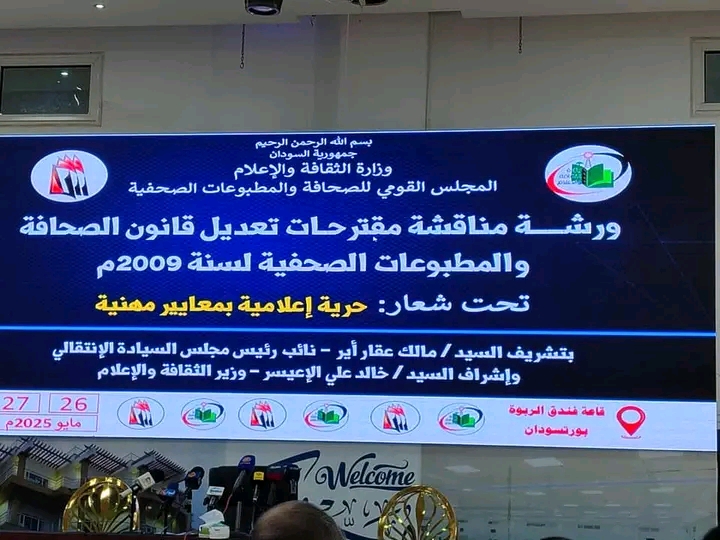 بسم الله الرحمن الرحيم
جمهورية السودان
وزارة الثقافة والإعلام
المجلس القومي للصحافة والمطبوعات الصحفية
ورشــــة مناقشة مقترحـات تعديل قانون الصحافة
والمطبوعات الصحفية لسنة 2009م
تحت شعار: حرية إعلامية بمعايير مهنية
بتشريف السيد / مالك عقار أير – نائب رئيس مجلس السيادة الإنتقالي
وإشراف السيد / خالد علي الإعيسر – وزير الثقافة والإعلام
قاعة فندق الربوة
بورتسودان
26 27
مايو 2025م
Welcome